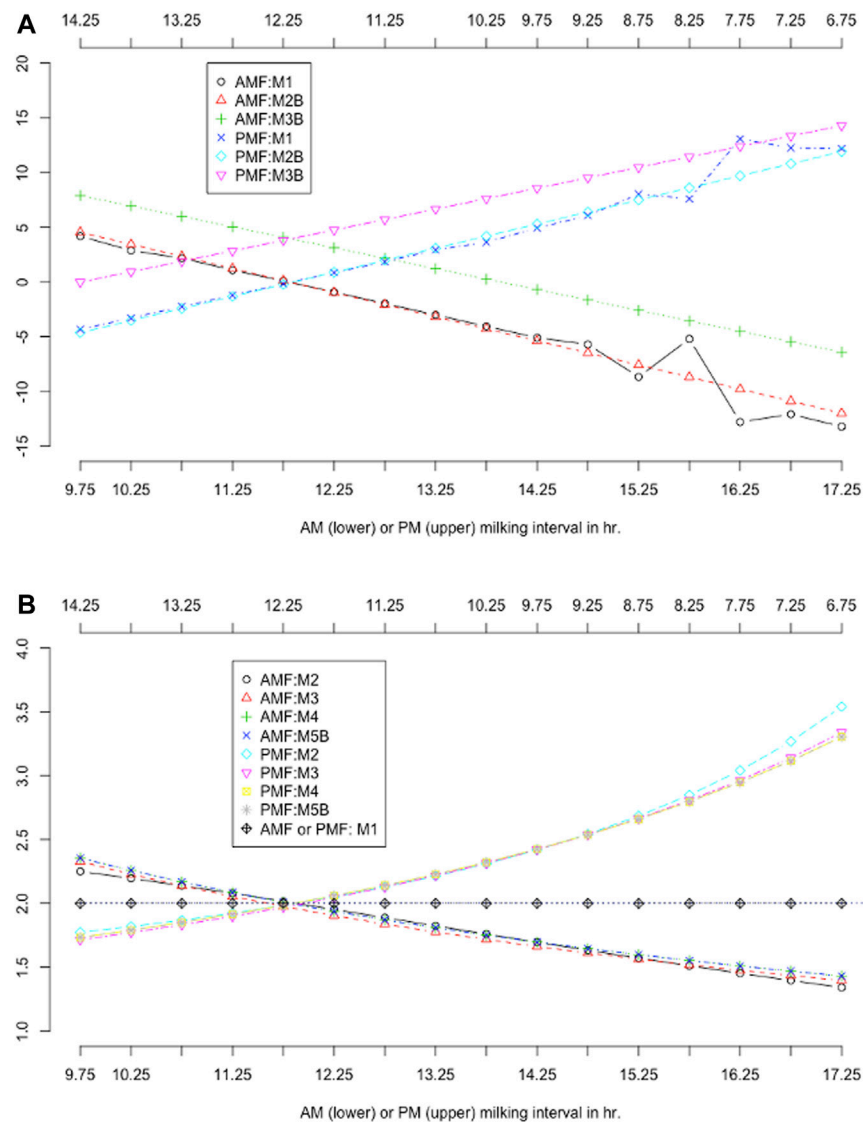 A
14.25 13.25 12.25 11.25 10.25 9.75 9.25 8.75 8.25 7.75 7.25 6.75
20
15
10
5
0
-5
-10
-15
AMF:M1
AMF:M2B
AMF:M3B
PMF:M1
PMF:M2B
PMF:M3B
9.75 10.25 11.25 12.25 13.25 14.25 15.25 16.25 17.25
AM (lower) or PM (upper) milking interval in hr.
B
14.25 13.25 12.25 11.25 10.25 9.75 9.25 8.75 8.25 7.75 7.25 6.75
4.0
3.5
3.0
2.5
2.0
1.5
1.0
AMF:M2
AMF:M3
AMF:M4
AMF:M5B
PMF:M2
PMF:M3
PMF:M4
PMF:M5B
AMF or PMF: M1
9.75 10.25 11.25 12.25 13.25 14.25 15.25 16.25 17.25
AM (lower) or PM (upper) milking interval in hr.